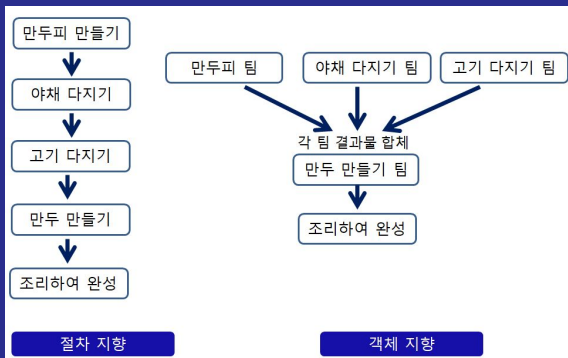 만두피 만들기
야채 다지기
고기 다지기
만두 만들기
조리하여 완성
절차 지향
만두피 팀
야채 다지기 팀
고기 다지기 팀
각 팀 결과물 합체
만두 만들기 팀
조리하여 완성
객체 지향